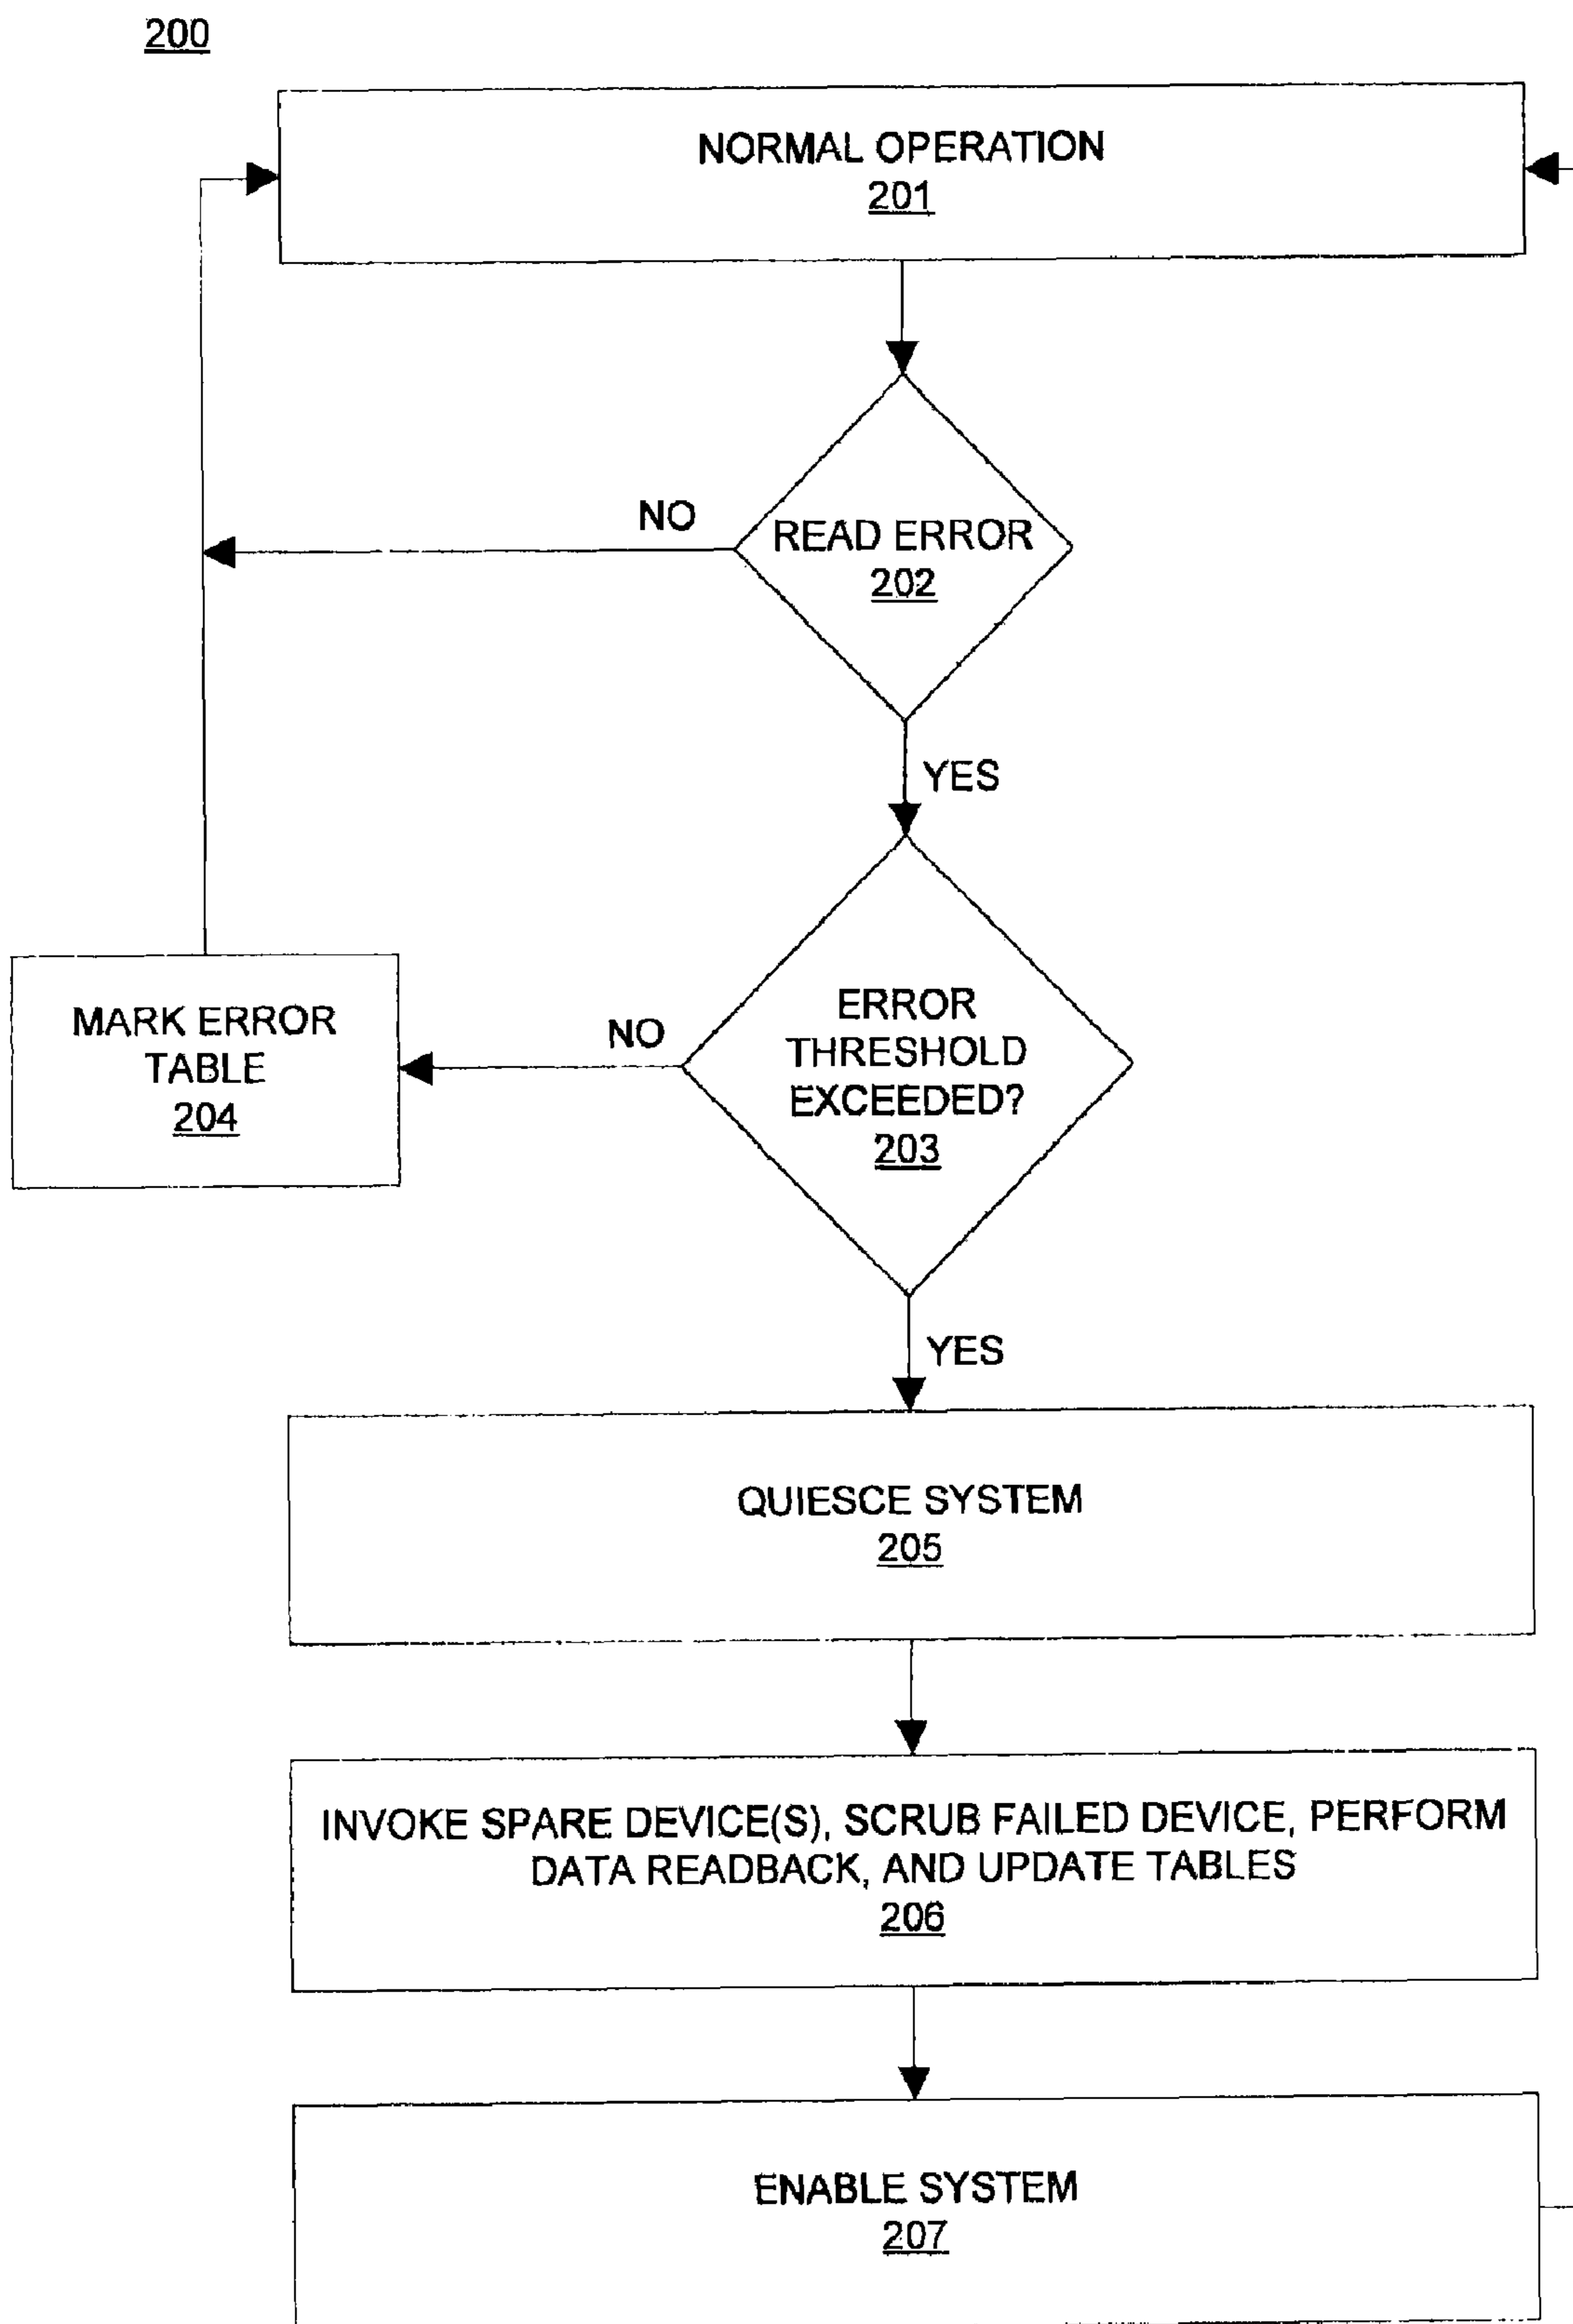 200
NORMAL OPERATION
201
NO
READ ERROR
202
YES
MARK ERROR
TABLE
204
NO
ERROR
THRESHOLD
EXCEEDED?
203
YES
QUIESCE SYSTEM
205
INVOKE SPARE DEVICE(S), SCRUB FAILED DEVICE, PERFORM
DATA READBACK, AND UPDATE TABLES
206
ENABLE SYSTEM
207